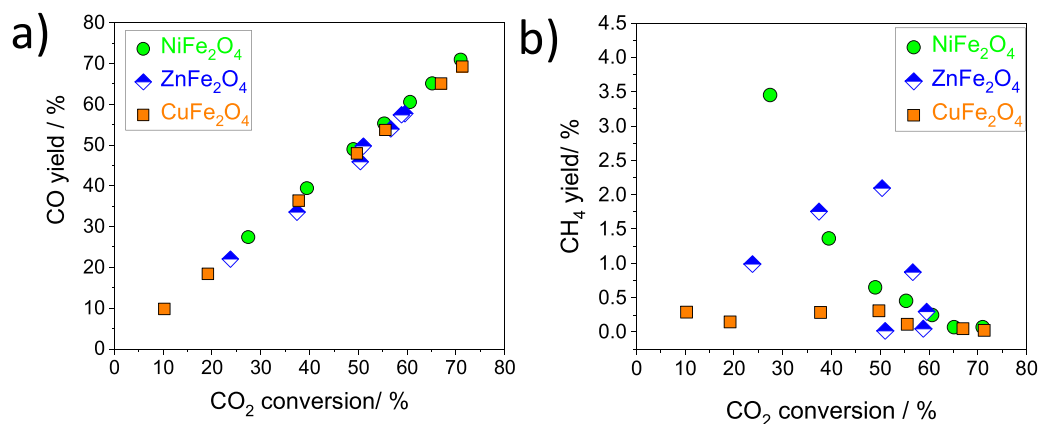 a)
80
70
60
50
40
30
20
10
0
CO yield / %
NiFe₂O₄
ZnFe₂O₄
CuFe₂O₄
0 10 20 30 40 50 60 70 80
CO₂ conversion/ %
b)
4.5
4.0
3.5
3.0
2.5
2.0
1.5
1.0
0.5
0.0
CH₄ yield/ %
NiFe₂O₄
ZnFe₂O₄
CuFe₂O₄
0 10 20 30 40 50 60 70 80
CO₂ conversion / %